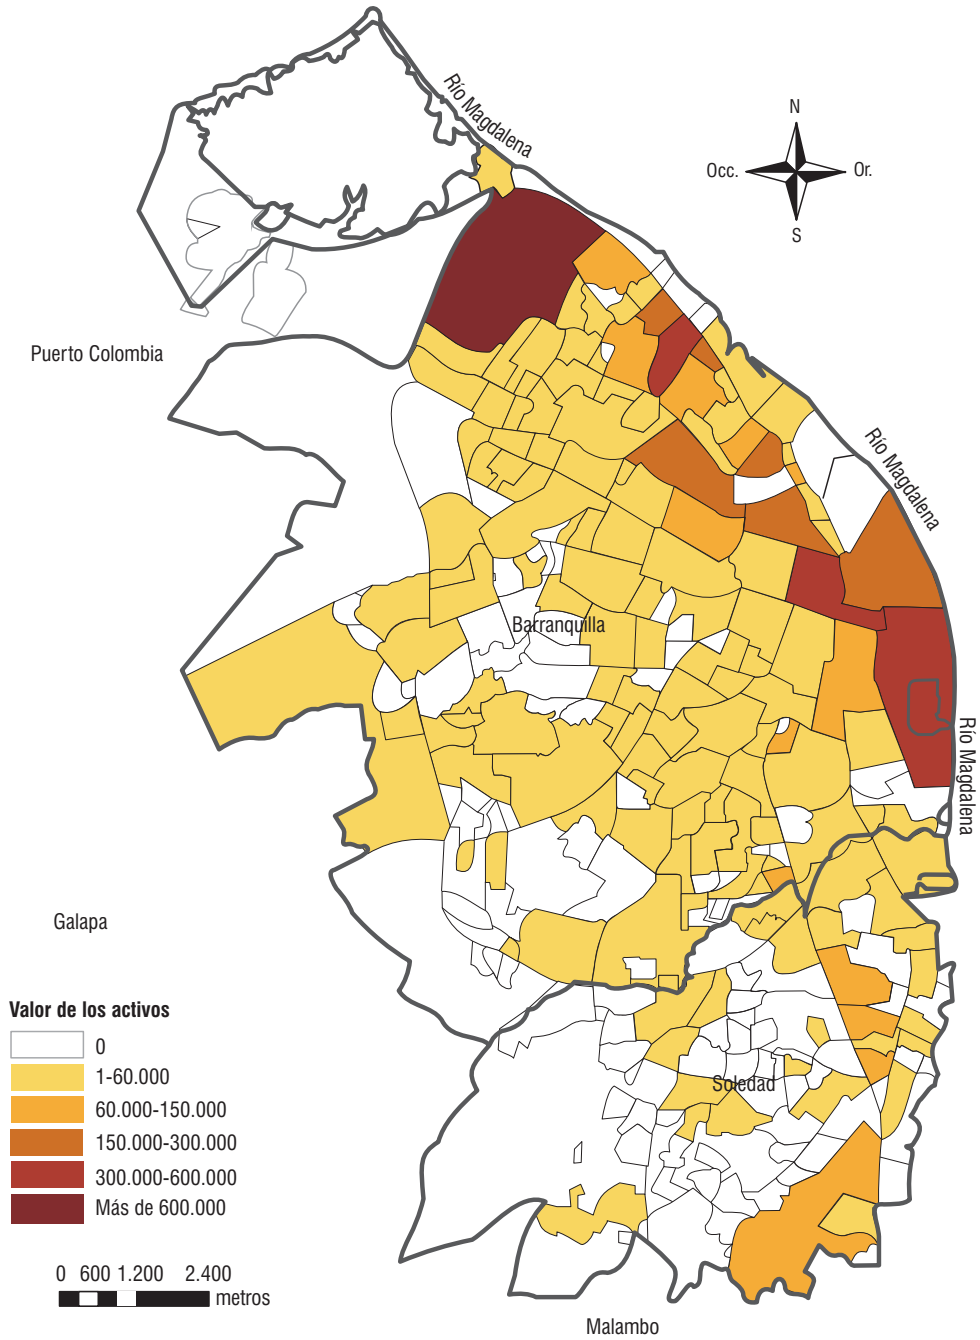 Río Magdalena
N
Occ.
Or.
S
Puerto Colombia
Río Magdalena
Barranquilla
Río Magdalena
Galapa
Valor de los activos
0
1-60.000
60.000-150.000
150.000-300.000
300.000-600.000
Más de 600.000
Soledad
0 600 1.200 2.400
metros
Malambo